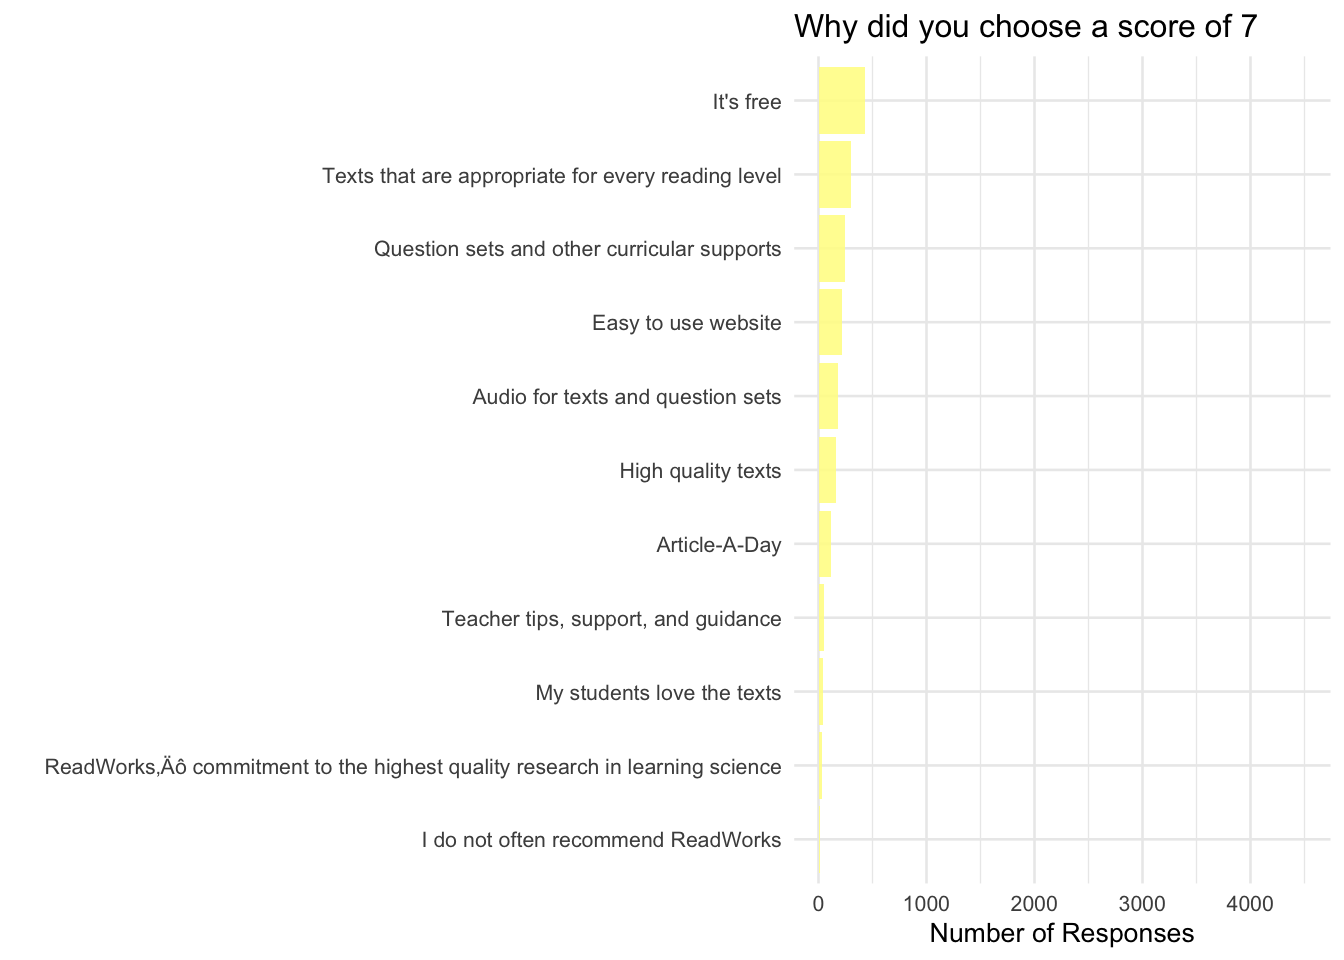 Why did you choose a score of 7
It's free
Texts that are appropriate for every reading level
Question sets and other curricular supports
Easy to use website
Audio for texts and question sets
High quality texts
Article-A-Day
Teacher tips, support, and guidance
My students love the texts
ReadWorks‚Äô commitment to the highest quality research in learning science
I do not often recommend ReadWorks
0 1000 2000 3000 4000
Number of Responses